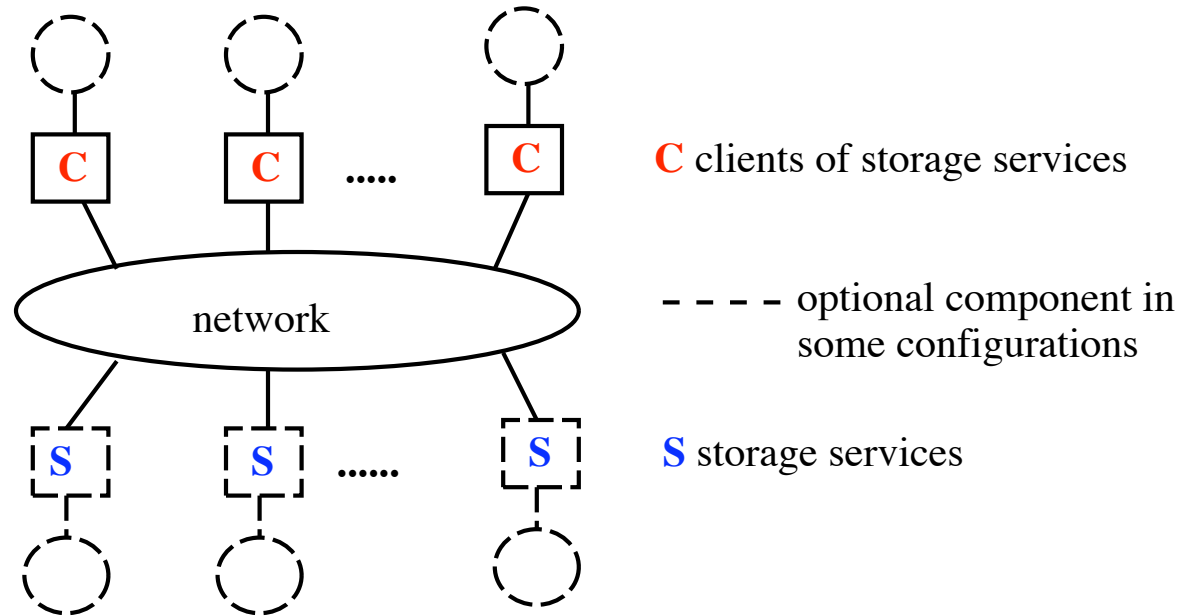 C
C
.....
C
C clients of storage services
network
optional component in
some configurations
S
S
......
S
S storage services